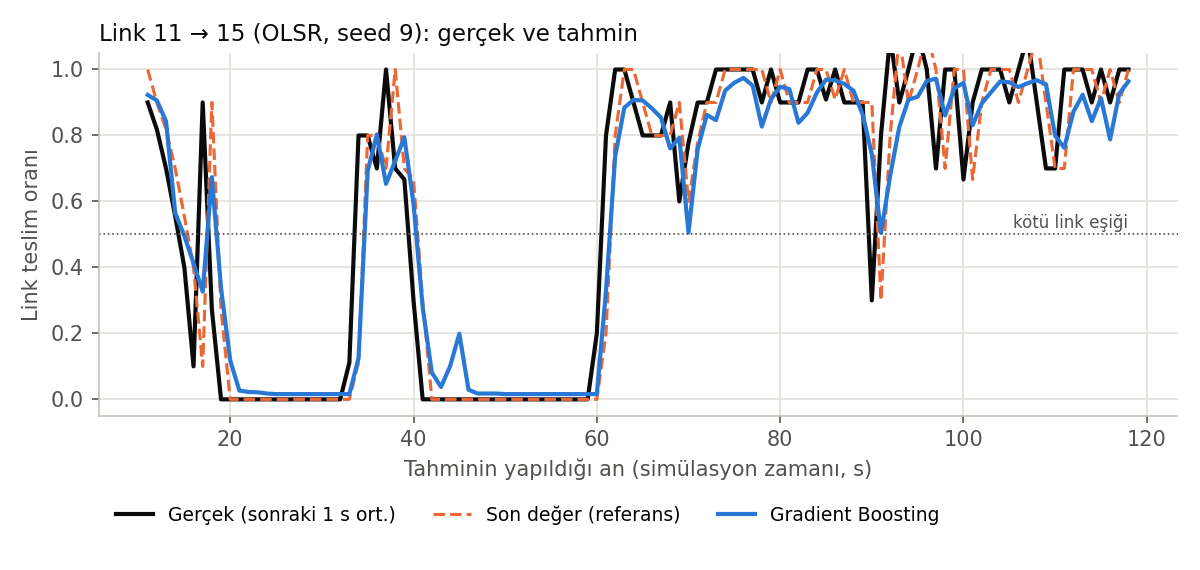 Link 11 → 15 (OLSR, seed 9): gerçek ve tahmin
Link teslim oranı
1.0
0.8
0.6
0.4
0.2
0.0
kötü link eşiği
20
40
60
80
100
120
Tahminin yapıldığı an (simülasyon zamanı, s)
Gerçek (sonraki 1 s ort.)
Son değer (referans)
Gradient Boosting